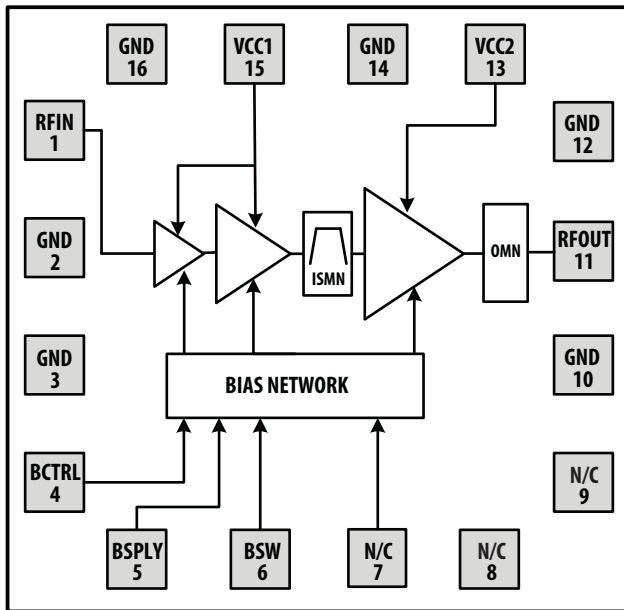 GND
16
VCC1
15
GND
14
VCC2
13
RFIN
1
GND
12
GND
2
ISMN
OMN
RFOUT
11
GND
3
BIAS NETWORK
GND
10
BCTRL
4
N/C
9
BSPLY
5
BSW
6
N/C
7
N/C
8